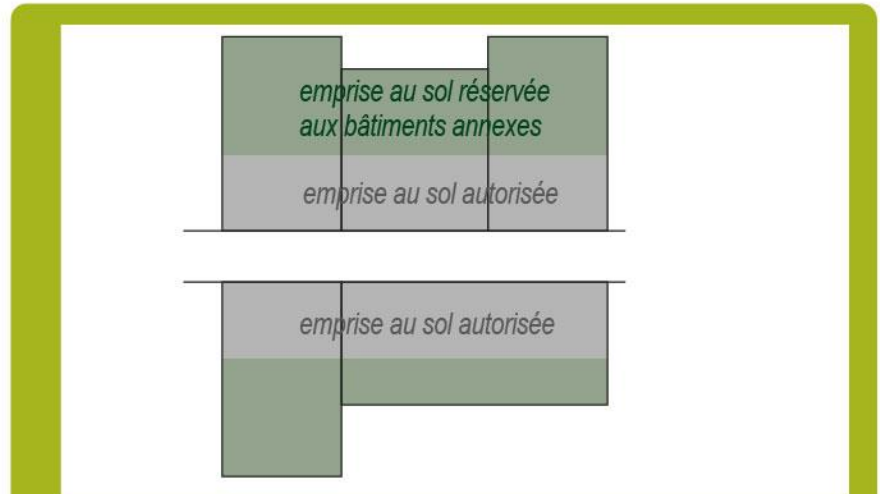 emprise au sol réservée
aux bâtiments annexes
emprise au sol autorisée
emprise au sol autorisée